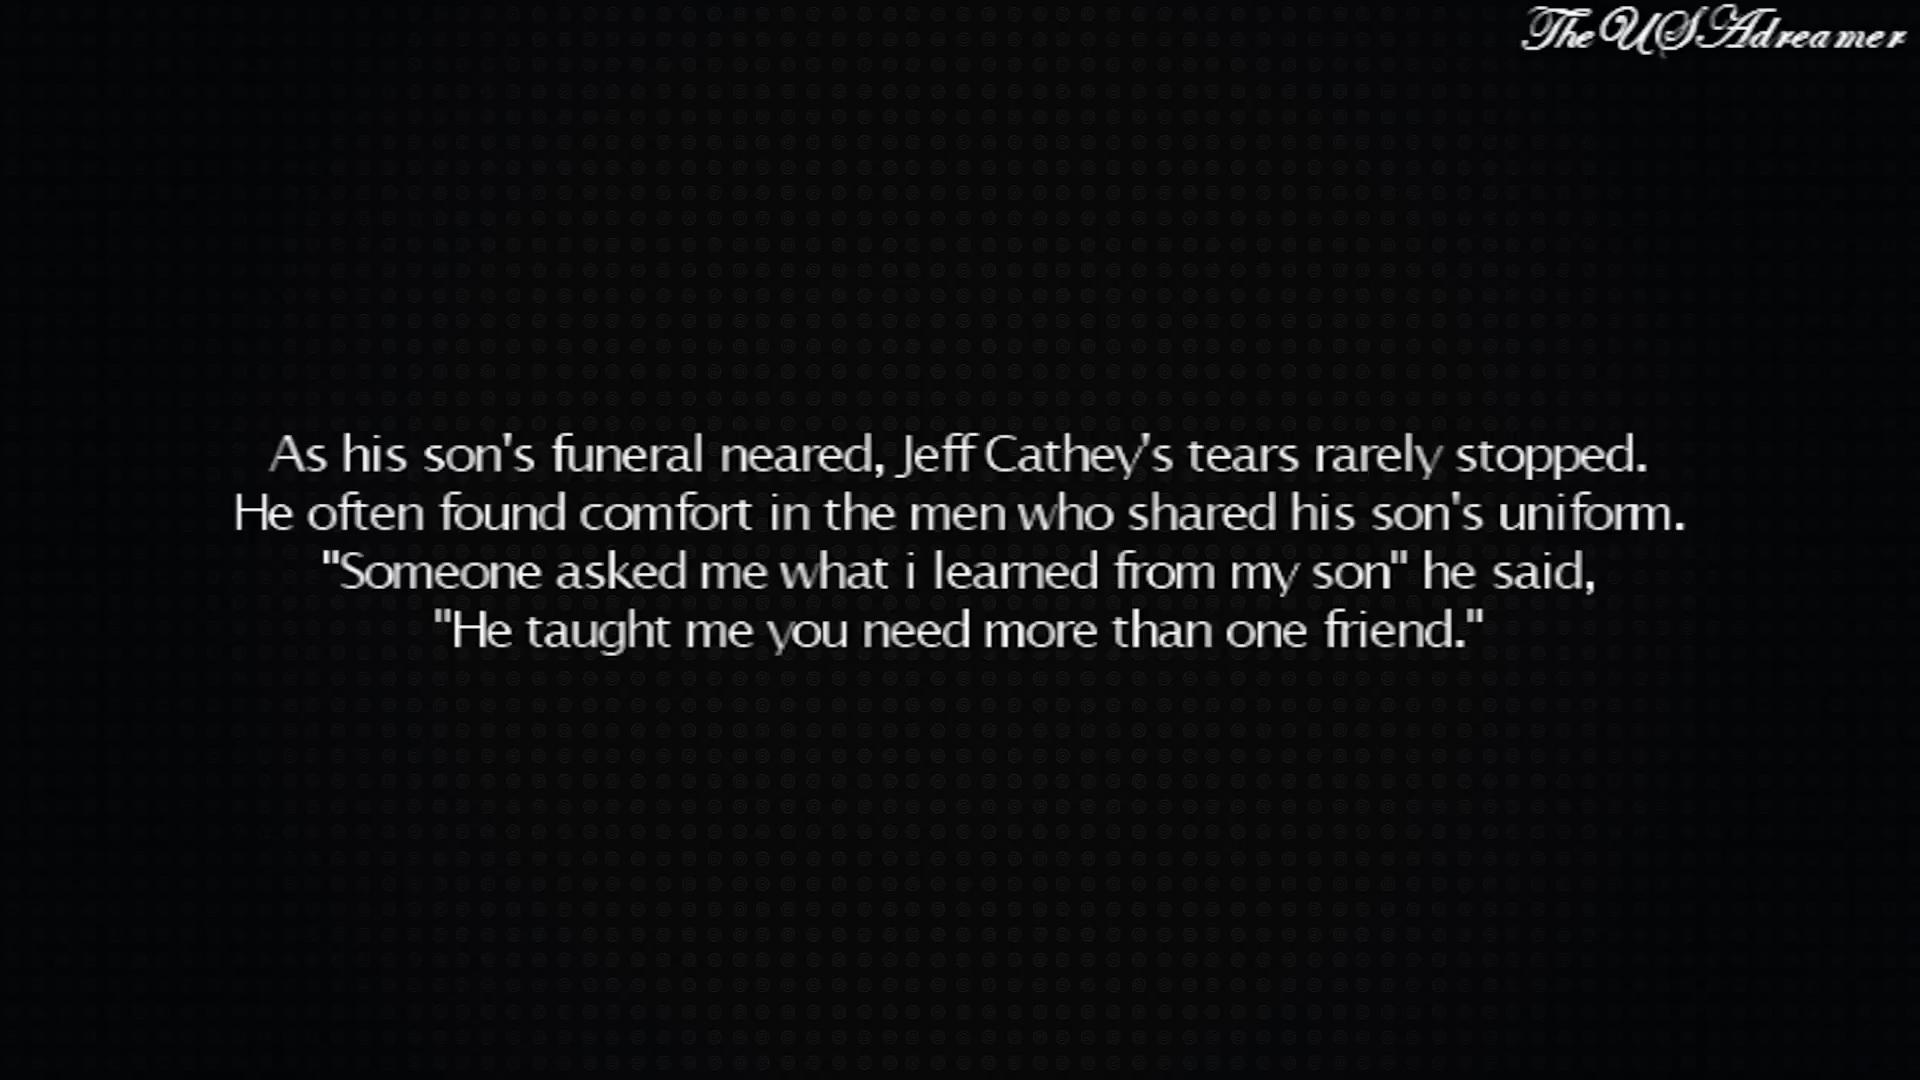 TheUSAdreamer
As his son's funeral neared, Jeff Cathey's tears rarely stopped.
He often found comfort in the men who shared his son's uniform.
"Someone asked me what i learned from my son" he said,
"He taught me you need more than one friend."